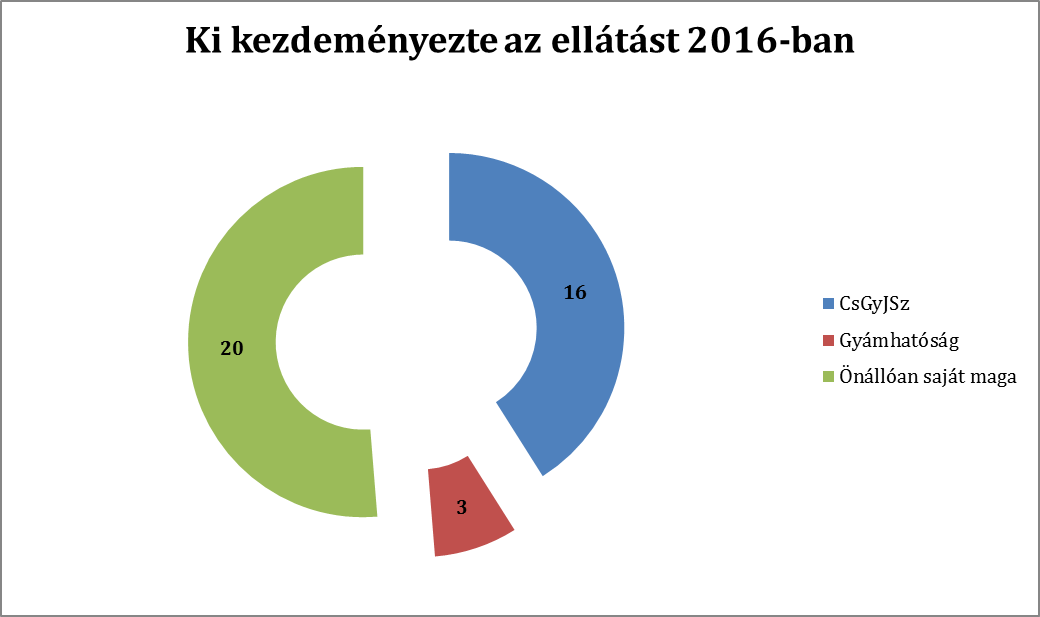 Ki kezdeményezte az ellátást 2016-ban
16
20
3
CsGyJSz
Gyámhatóság
Önállóan saját maga